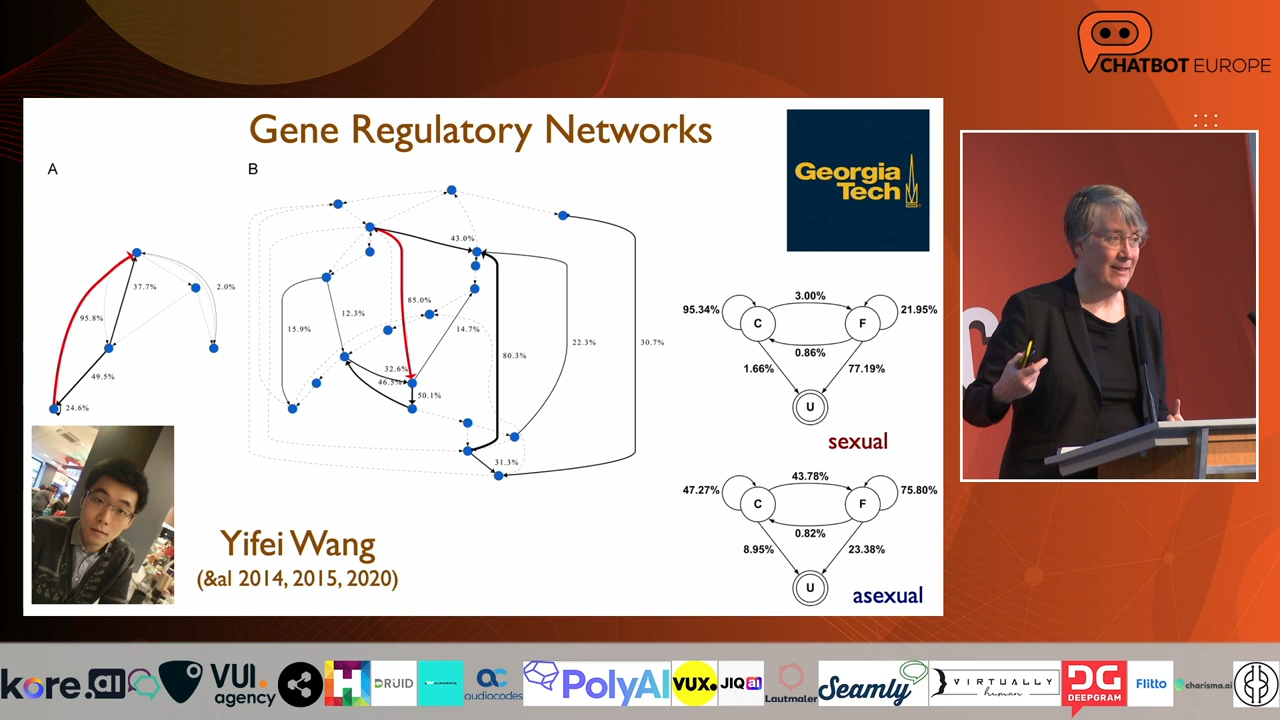 CHATBOT EUROPE
Gene Regulatory Networks
Georgia
Tech
A
B
37.7%
2.0%
95.8%
49.5%
24.6%
43.0%
85.0%
12.3%
15.9%
14.7%
22.3%
30.7%
80.3%
32.6%
46.3%
50.1%
31.3%
95.34%
3.00%
21.95%
C
F
0.86%
1.66%
77.19%
U
sexual
47.27%
43.78%
75.80%
C
F
0.82%
8.95%
23.38%
U
asexual
Yifei Wang
(&al 2014, 2015, 2020)
kore.ai
VUI.
agency
H
DRUID
audiocodes
PolyAI
VUX.
JIQ ai
Lautmaler
Seamly
VIRTUALLY
human
DG
DEEPGRAM
Flitto
charisma.ai